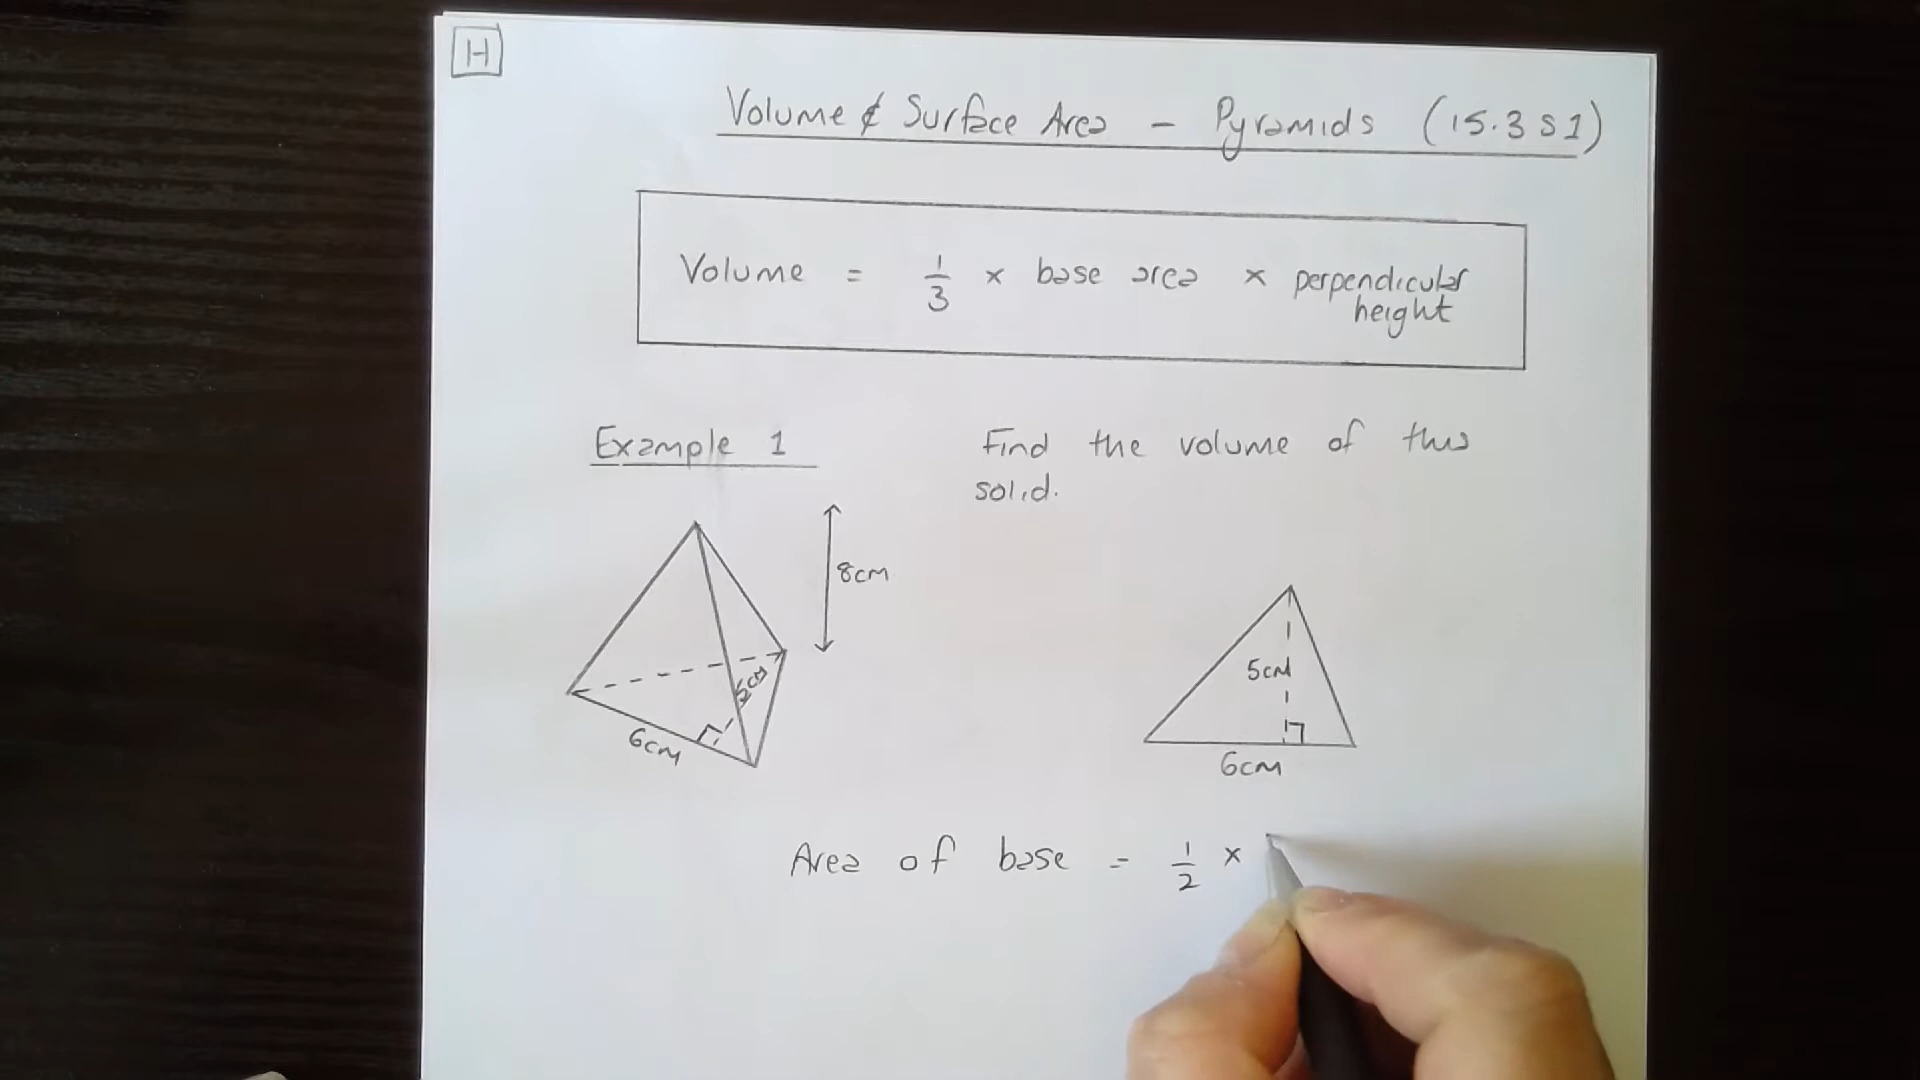 H
Volume & Surface Area - Pyramids (15.3 S1)
Volume = 1/3 × base area × perpendicular
height
Example 1
Find the volume of this
solid.
8cm
5cm
6cm
5cm
6cm
Area of base = 1/2 ×